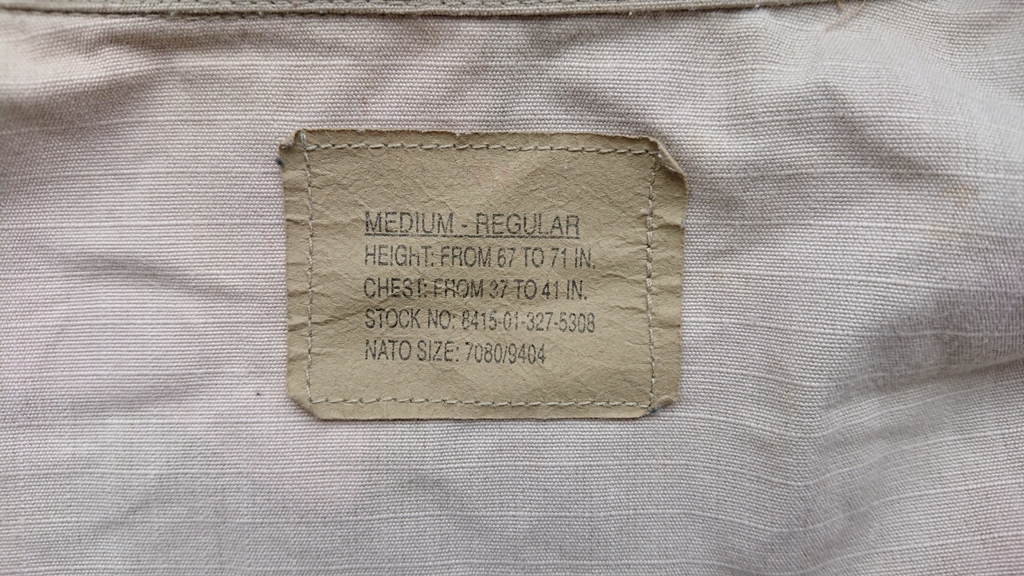 MEDIUM - REGULAR
HEIGHT: FROM 67 TO 71 IN.
CHEST: FROM 37 TO 41 IN.
STOCK NO: 8415-01-327-5308
NATO SIZE: 7080/9404